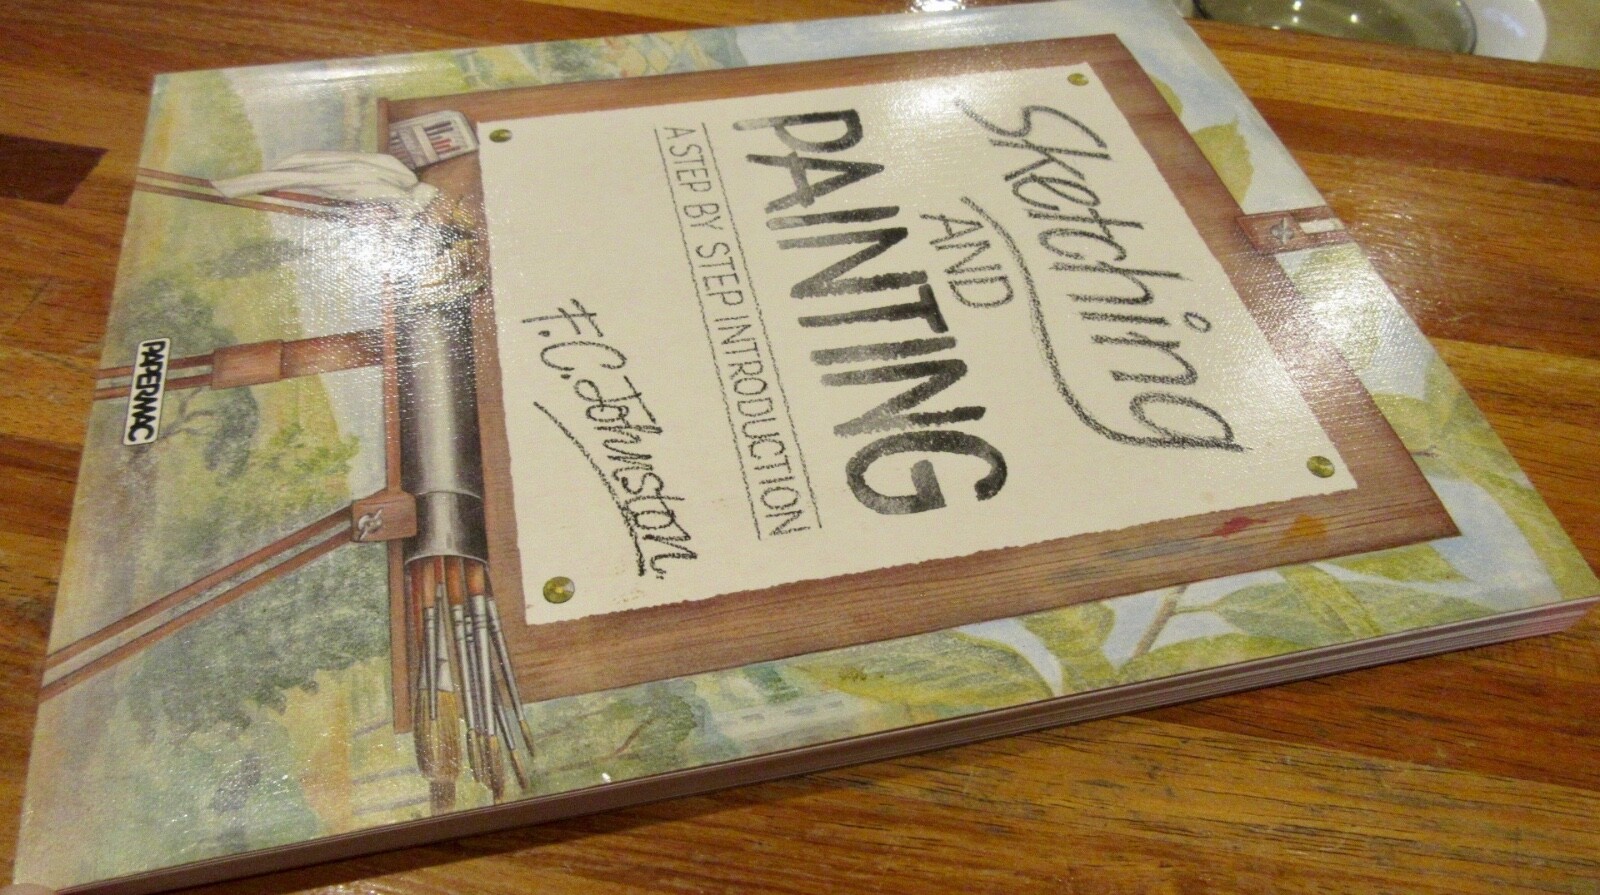 Sketching
AND
PAINTING
A STEP BY STEP INTRODUCTION
F.C. Johnston.
PAPERMAC